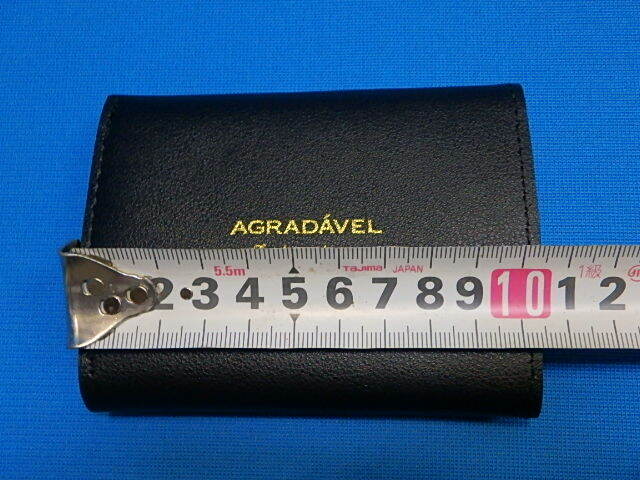 AGRADÁVEL
5.5m Tajima JAPAN 1級
2 3 4 5 6 7 8 9 10 1 2